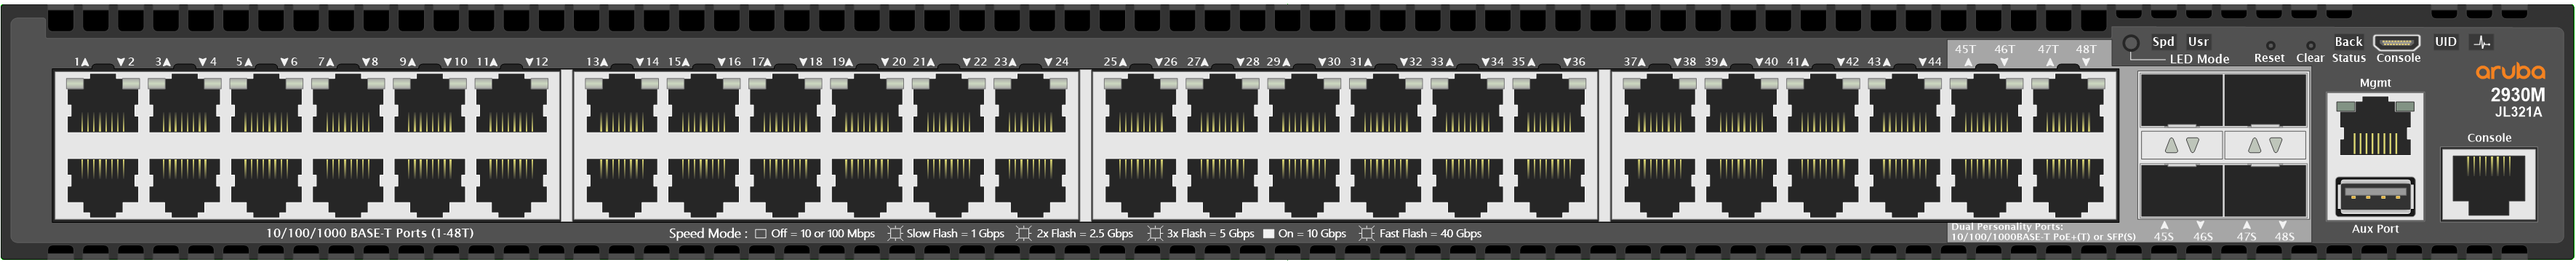 1▲ ▼2 3▲ ▼4 5▲ ▼6 7▲ ▼8 9▲ ▼10 11▲ ▼12 13▲ ▼14 15▲ ▼16 17▲ ▼18 19▲ ▼20 21▲ ▼22 23▲ ▼24 25▲ ▼26 27▲ ▼28 29▲ ▼30 31▲ ▼32 33▲ ▼34 35▲ ▼36 37▲ ▼38 39▲ ▼40 41▲ ▼42 43▲ ▼44
45T 46T 47T 48T
▲ ▼ ▲ ▼
Spd Usr
LED Mode
Reset Clear
Back
Status
Console
UID
aruba
2930M
JL321A
Mgmt
Console
Aux Port
10/100/1000 BASE-T Ports (1-48T)
Speed Mode : Off = 10 or 100 Mbps Slow Flash = 1 Gbps 2x Flash = 2.5 Gbps 3x Flash = 5 Gbps On = 10 Gbps Fast Flash = 40 Gbps
Dual Personality Ports:
10/100/1000BASE-T PoE+(T) or SFP(S)
▲ ▼ ▲ ▼
45S 46S 47S 48S